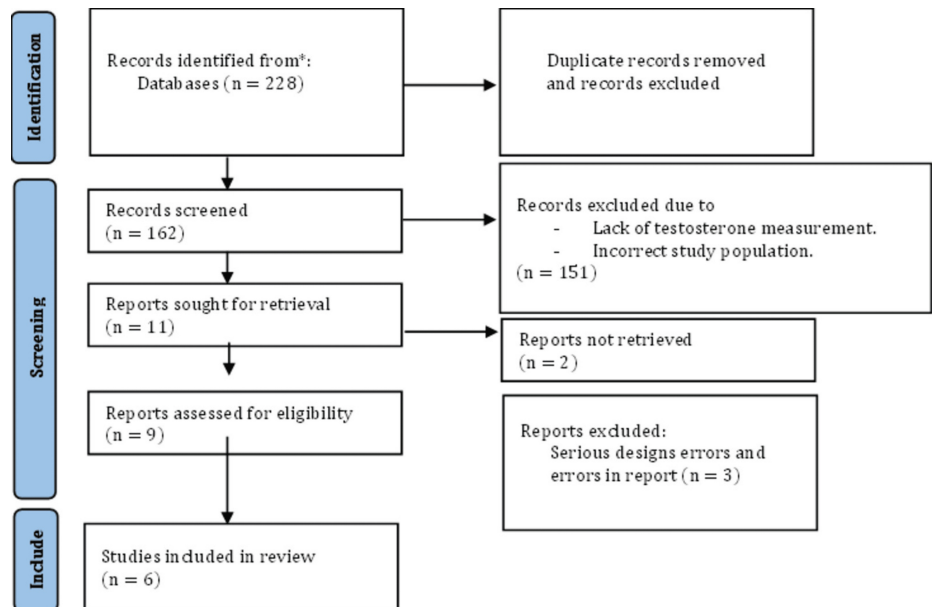 Identification
Records identified from*:
Databases (n = 228)
Duplicate records removed
and records excluded
Screening
Records screened
(n = 162)
Records excluded due to
- Lack of testosterone measurement.
- Incorrect study population.
(n = 151)
Reports sought for retrieval
(n = 11)
Reports not retrieved
(n = 2)
Reports assessed for eligibility
(n = 9)
Reports excluded:
Serious designs errors and
errors in report (n = 3)
Include
Studies included in review
(n = 6)